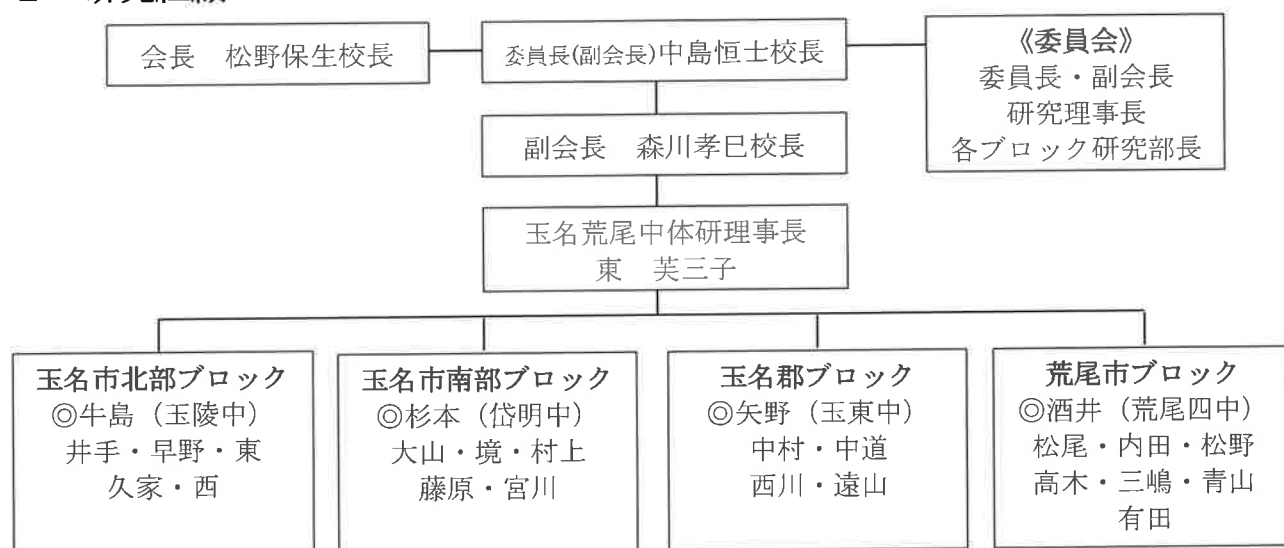 会長　松野保生校長
委員長(副会長)中島恒士校長
《委員会》
委員長・副会長
研究理事長
各ブロック研究部長
副会長　森川孝巳校長
玉名荒尾中体研理事長
東　芙三子
玉名市北部ブロック
◎牛島（玉陵中）
井手・早野・東
久家・西
玉名市南部ブロック
◎杉本（岱明中）
大山・境・村上
藤原・宮川
玉名郡ブロック
◎矢野（玉東中）
中村・中道
西川・遠山
荒尾市ブロック
◎酒井（荒尾四中）
松尾・内田・松野
高木・三嶋・青山
有田